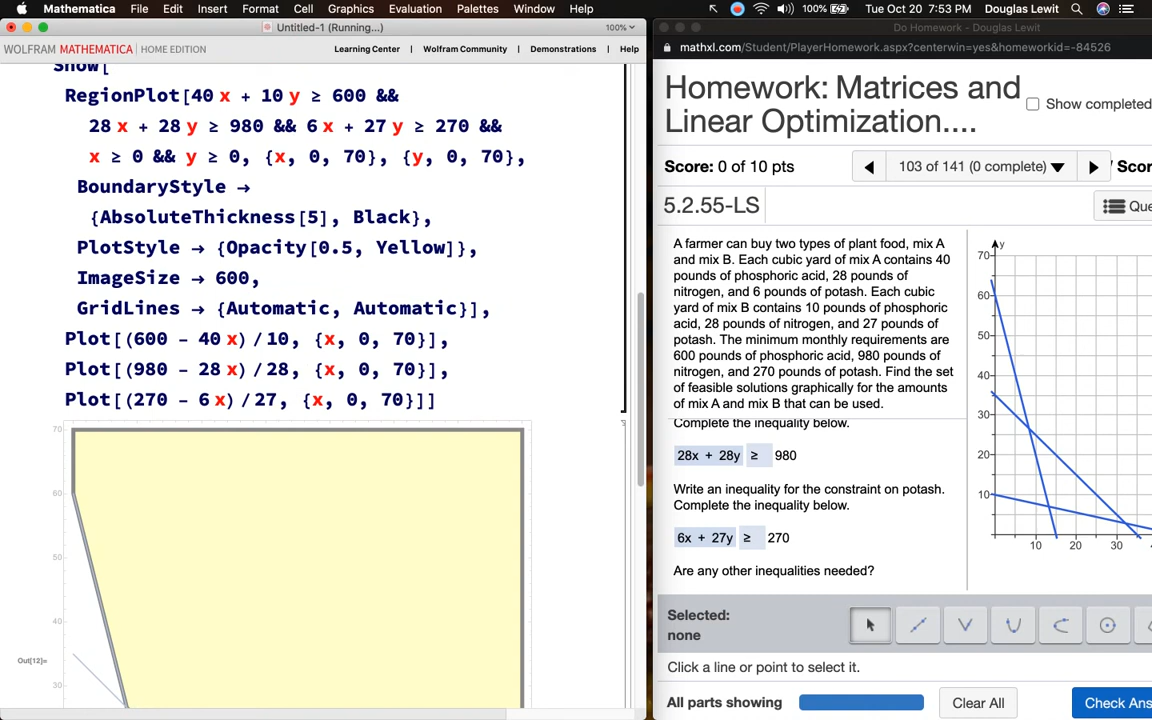 Mathematica File Edit Insert Format Cell Graphics Evaluation Palettes Window Help 100% Tue Oct 20 7:53 PM Douglas Lewit
Untitled-1 (Running...) 100%
WOLFRAM MATHEMATICA | HOME EDITION Learning Center | Wolfram Community | Demonstrations | Help
Show[
RegionPlot[40 x + 10 y ≥ 600 &&
28 x + 28 y ≥ 980 && 6 x + 27 y ≥ 270 &&
x ≥ 0 && y ≥ 0, {x, 0, 70}, {y, 0, 70},
BoundaryStyle →
{AbsoluteThickness[5], Black},
PlotStyle → {Opacity[0.5, Yellow]},
ImageSize → 600,
GridLines → {Automatic, Automatic}],
Plot[(600 - 40 x) / 10, {x, 0, 70}],
Plot[(980 - 28 x) / 28, {x, 0, 70}],
Plot[(270 - 6 x) / 27, {x, 0, 70}]]
70
60
50
40
30
Out[12]=
Do Homework - Douglas Lewit
mathxl.com/Student/PlayerHomework.aspx?centerwin=yes&homeworkid=-84526
Homework: Matrices and
Linear Optimization....
Show completed
Score: 0 of 10 pts
103 of 141 (0 complete)
Scor
5.2.55-LS
Que
A farmer can buy two types of plant food, mix A
and mix B. Each cubic yard of mix A contains 40
pounds of phosphoric acid, 28 pounds of
nitrogen, and 6 pounds of potash. Each cubic
yard of mix B contains 10 pounds of phosphoric
acid, 28 pounds of nitrogen, and 27 pounds of
potash. The minimum monthly requirements are
600 pounds of phosphoric acid, 980 pounds of
nitrogen, and 270 pounds of potash. Find the set
of feasible solutions graphically for the amounts
of mix A and mix B that can be used.
Complete the inequality below.
28x + 28y ≥ 980
Write an inequality for the constraint on potash.
Complete the inequality below.
6x + 27y ≥ 270
Are any other inequalities needed?
y
70
60
50
40
30
20
10
10 20 30
Selected:
none
Click a line or point to select it.
All parts showing
Clear All
Check Ans